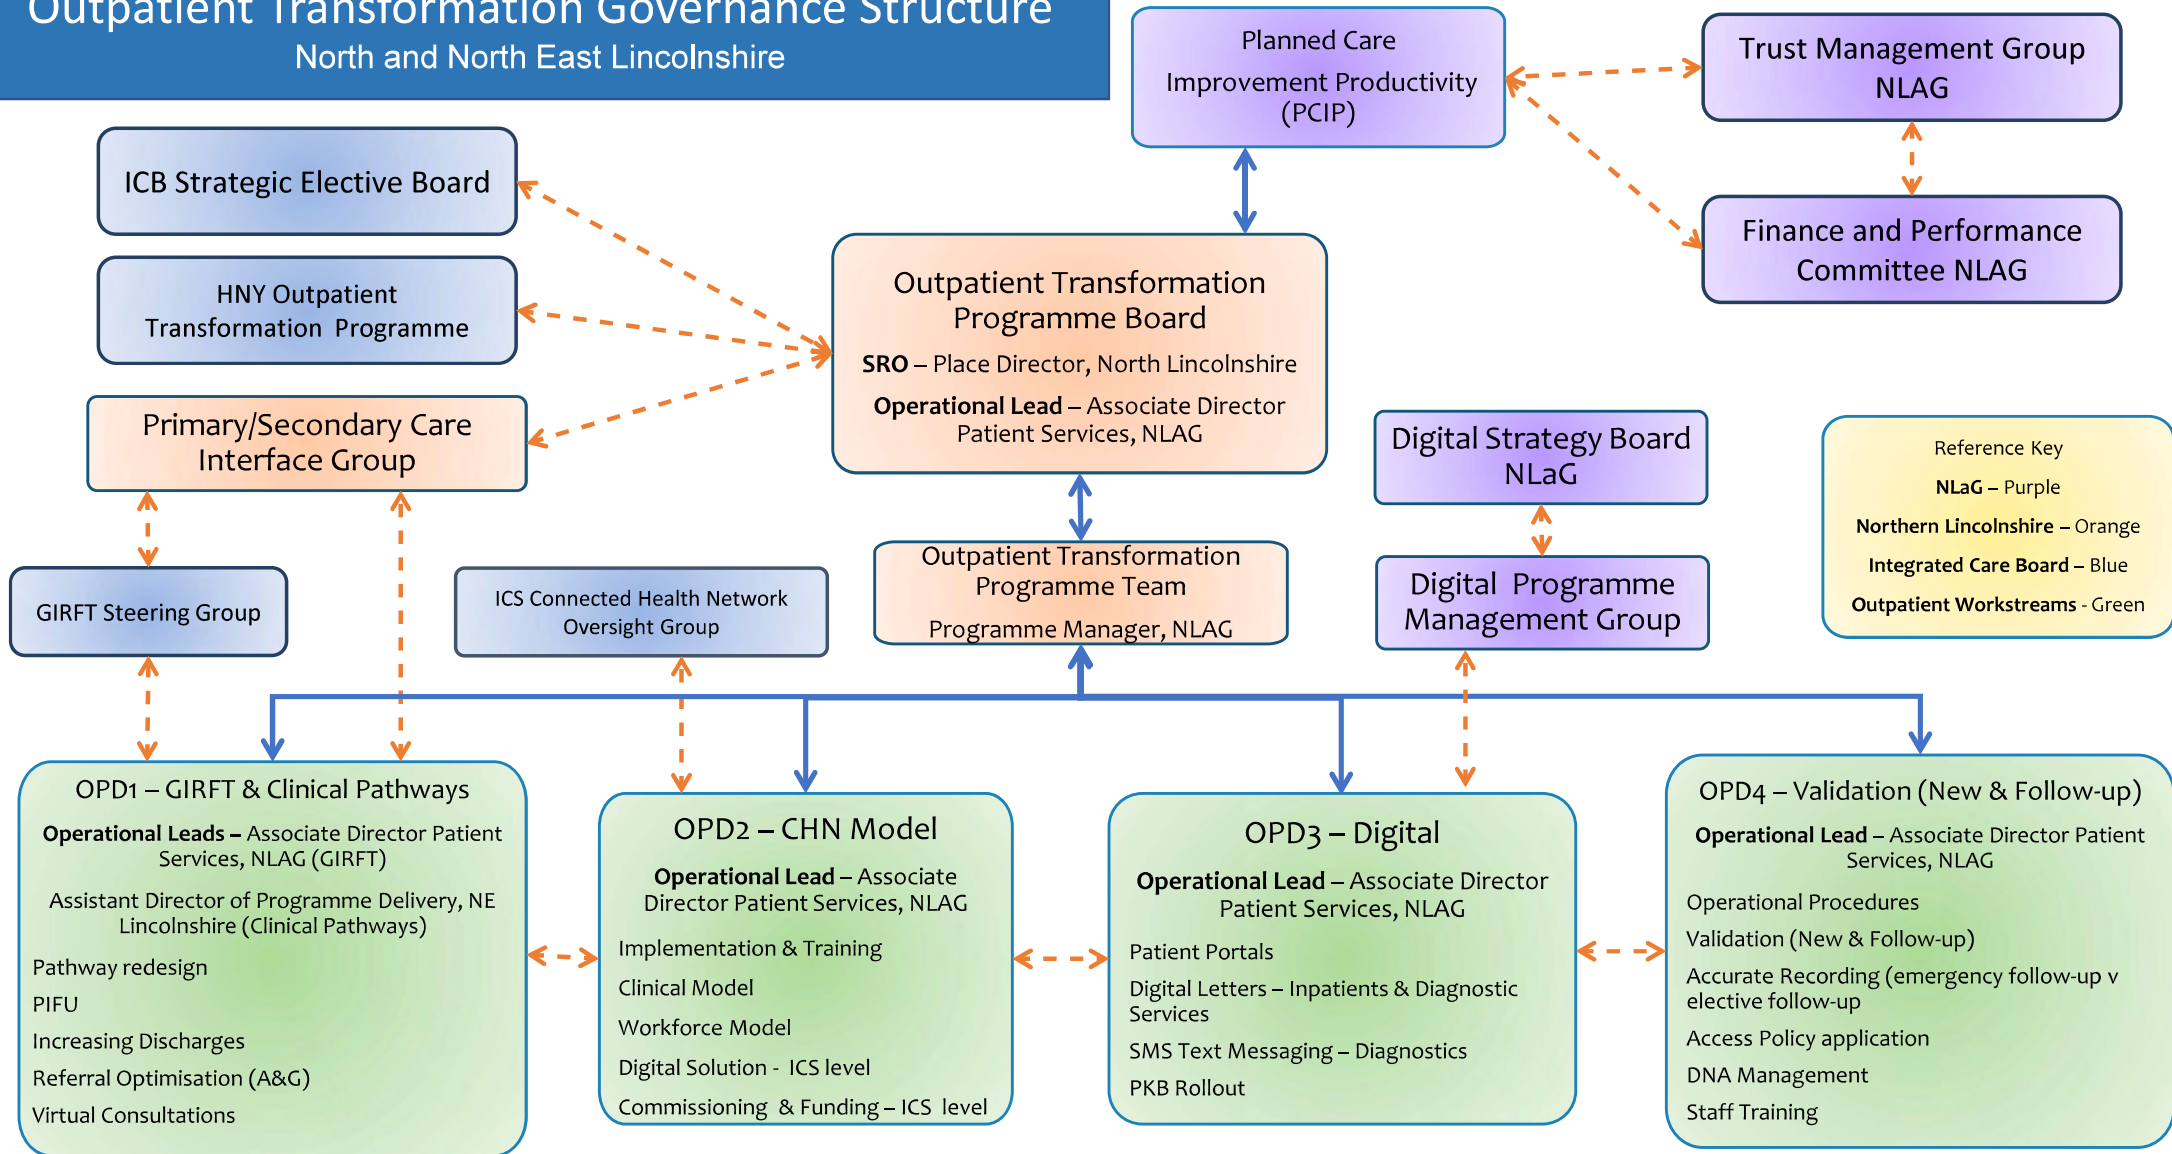 Outpatient Transformation Governance Structure
North and North East Lincolnshire
Planned Care
Improvement Productivity
(PCIP)
Trust Management Group
NLAG
ICB Strategic Elective Board
Finance and Performance
Committee NLAG
HNY Outpatient
Transformation  Programme
Outpatient Transformation
Programme Board
SRO – Place Director, North Lincolnshire
Operational Lead – Associate Director
Patient Services, NLAG
Primary/Secondary Care
Interface Group
Digital Strategy Board
NLaG
Reference Key
NLaG – Purple
Northern Lincolnshire – Orange
Integrated Care Board – Blue
Outpatient Workstreams - Green
GIRFT Steering Group
ICS Connected Health Network
Oversight Group
Outpatient Transformation
Programme Team
Programme Manager, NLAG
Digital  Programme
Management Group
OPD1 – GIRFT & Clinical Pathways
Operational Leads – Associate Director Patient
Services, NLAG (GIRFT)
Assistant Director of Programme Delivery, NE
Lincolnshire (Clinical Pathways)
Pathway redesign
PIFU
Increasing Discharges
Referral Optimisation (A&G)
Virtual Consultations
OPD2 – CHN Model
Operational Lead – Associate
Director Patient Services, NLAG
Implementation & Training
Clinical Model
Workforce Model
Digital Solution -  ICS level
Commissioning  & Funding – ICS  level
OPD3 – Digital
Operational Lead – Associate Director
Patient Services, NLAG
Patient Portals
Digital Letters – Inpatients & Diagnostic
Services
SMS Text Messaging – Diagnostics
PKB Rollout
OPD4 – Validation (New & Follow-up)
Operational Lead – Associate Director Patient
Services, NLAG
Operational Procedures
Validation (New & Follow-up)
Accurate Recording (emergency follow-up v
elective follow-up
Access Policy application
DNA Management
Staff Training